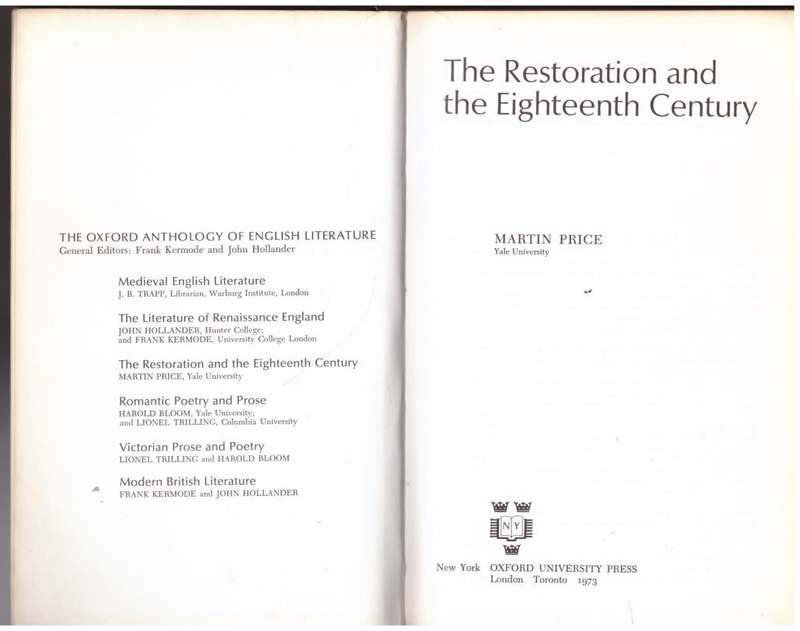 THE OXFORD ANTHOLOGY OF ENGLISH LITERATURE
General Editors: Frank Kermode and John Hollander
Medieval English Literature
J. B. TRAPP, Librarian, Warburg Institute, London
The Literature of Renaissance England
JOHN HOLLANDER, Hunter College;
and FRANK KERMODE, University College London
The Restoration and the Eighteenth Century
MARTIN PRICE, Yale University
Romantic Poetry and Prose
HAROLD BLOOM, Yale University;
and LIONEL TRILLING, Columbia University
Victorian Prose and Poetry
LIONEL TRILLING and HAROLD BLOOM
Modern British Literature
FRANK KERMODE and JOHN HOLLANDER
The Restoration and
the Eighteenth Century
MARTIN PRICE
Yale University
N Y
New York OXFORD UNIVERSITY PRESS
London Toronto 1973